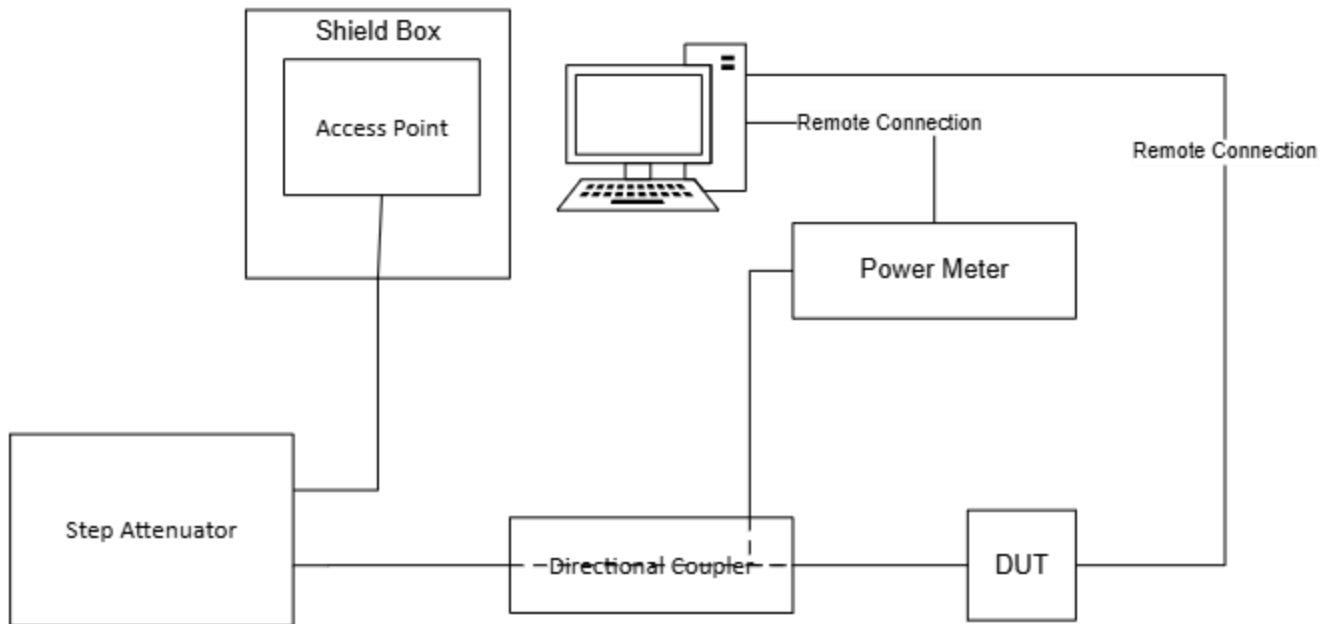 Shield Box
Access Point
Remote Connection
Remote Connection
Power Meter
Step Attenuator
Directional Coupler
DUT